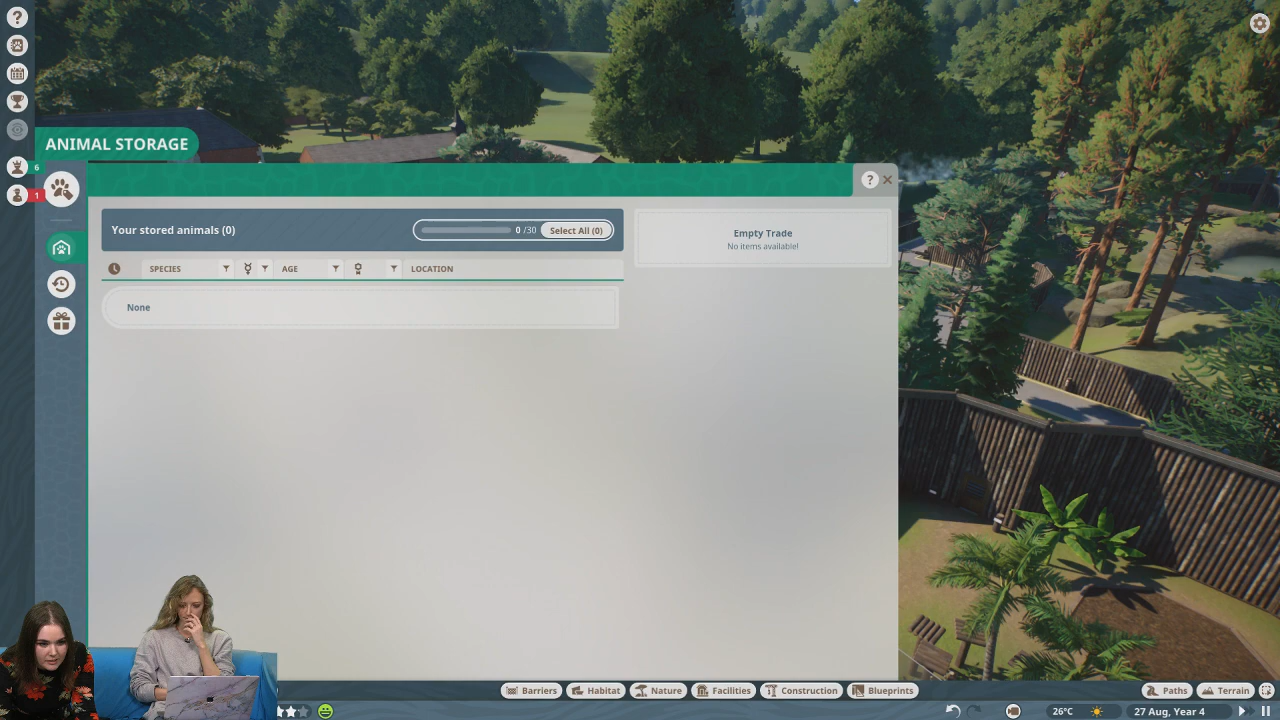 ANIMAL STORAGE
6
1
?
Your stored animals (0)
0 /30
Select All (0)
SPECIES
AGE
LOCATION
None
Empty Trade
No items available!
Barriers
Habitat
Nature
Facilities
Construction
Blueprints
Paths
Terrain
26°C
27 Aug, Year 4